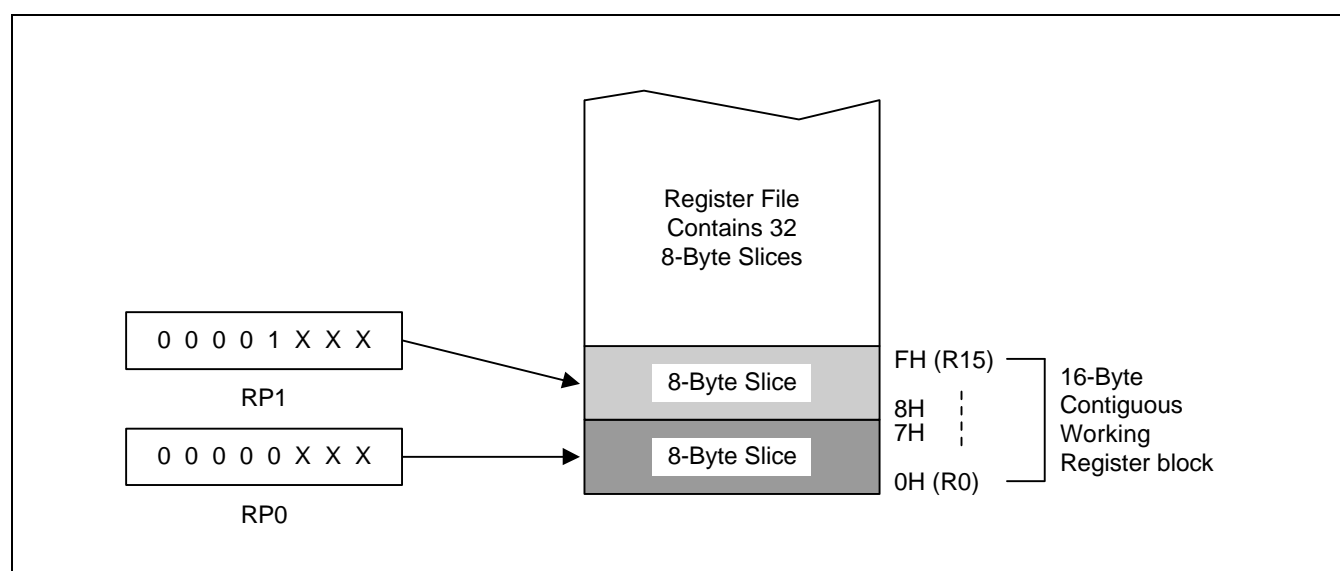 Register File
Contains 32
8-Byte Slices
0 0 0 0 1 X X X
RP1
0 0 0 0 0 X X X
RP0
8-Byte Slice
8-Byte Slice
FH (R15)
8H
7H
0H (R0)
16-Byte
Contiguous
Working
Register block